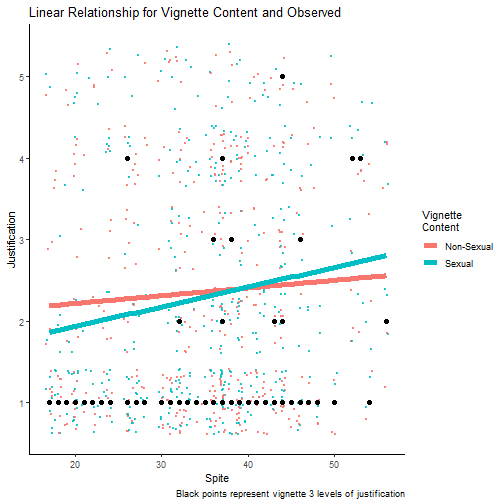 Linear Relationship for Vignette Content and Observed
5
4
3
2
1
Justification
20
30
40
50
Spite
Vignette
Content
Non-Sexual
Sexual
Black points represent vignette 3 levels of justification